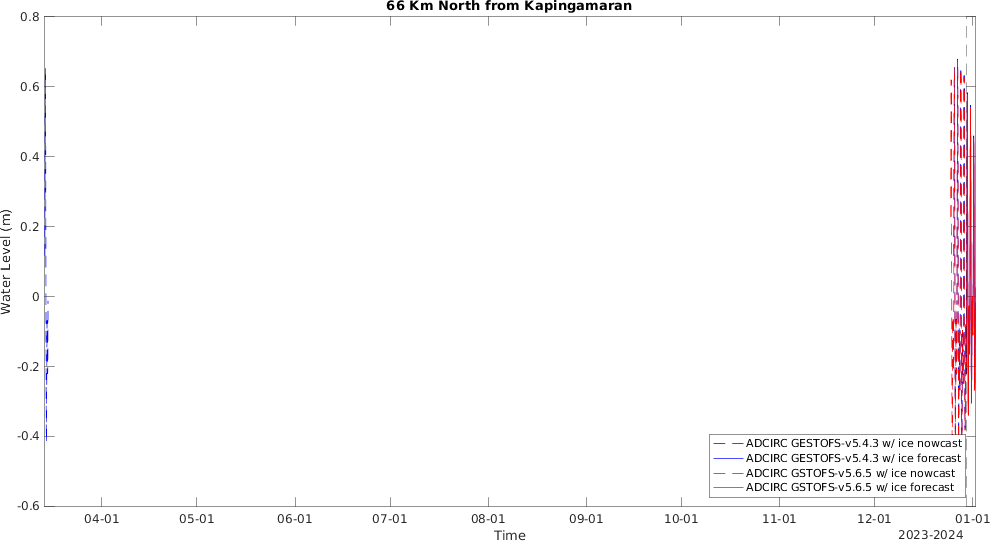 66 Km North from Kapingamaran
0.8
0.6
0.4
0.2
0
-0.2
-0.4
-0.6
Water Level (m)
04-01
05-01
06-01
07-01
08-01
09-01
10-01
11-01
12-01
01-01
Time
2023-2024
ADCIRC GESTOFS-v5.4.3 w/ ice nowcast
ADCIRC GESTOFS-v5.4.3 w/ ice forecast
ADCIRC GSTOFS-v5.6.5 w/ ice nowcast
ADCIRC GSTOFS-v5.6.5 w/ ice forecast